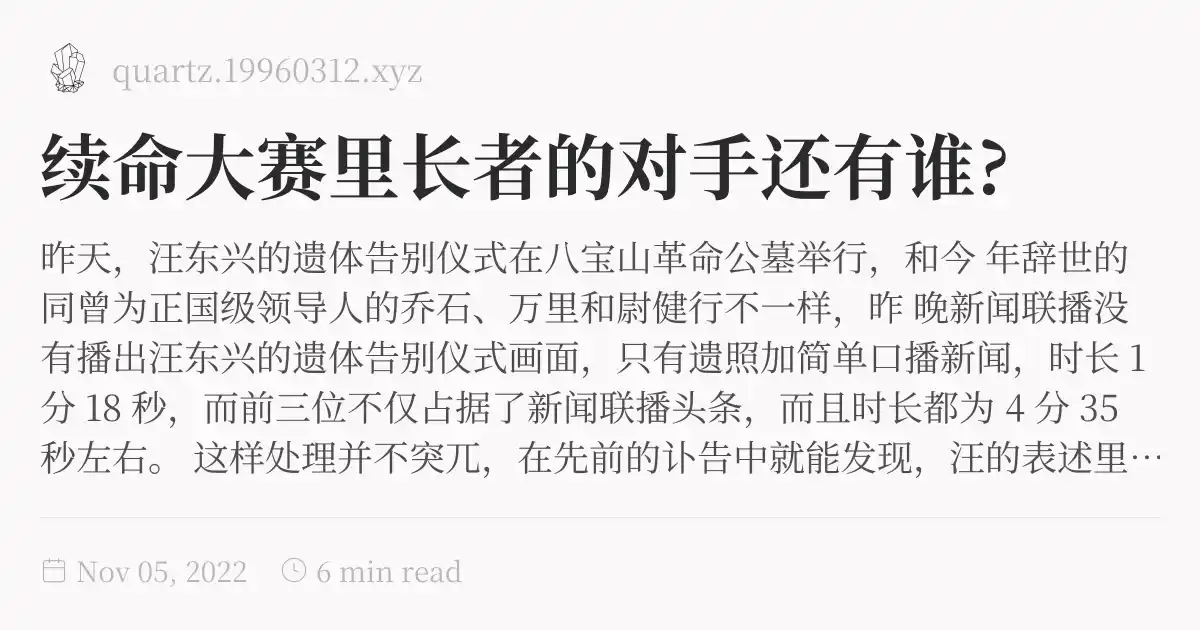 quartz.19960312.xyz
续命大赛里长者的对手还有谁?
昨天，汪东兴的遗体告别仪式在八宝山革命公墓举行，和今 年辞世的
同曾为正国级领导人的乔石、万里和尉健行不一样，昨 晚新闻联播没
有播出汪东兴的遗体告别仪式画面，只有遗照加简单口播新闻，时长 1
分 18 秒，而前三位不仅占据了新闻联播头条，而且时长都为 4 分 35
秒左右。 这样处理并不突兀，在先前的讣告中就能发现，汪的表述里…
Nov 05, 2022 6 min read